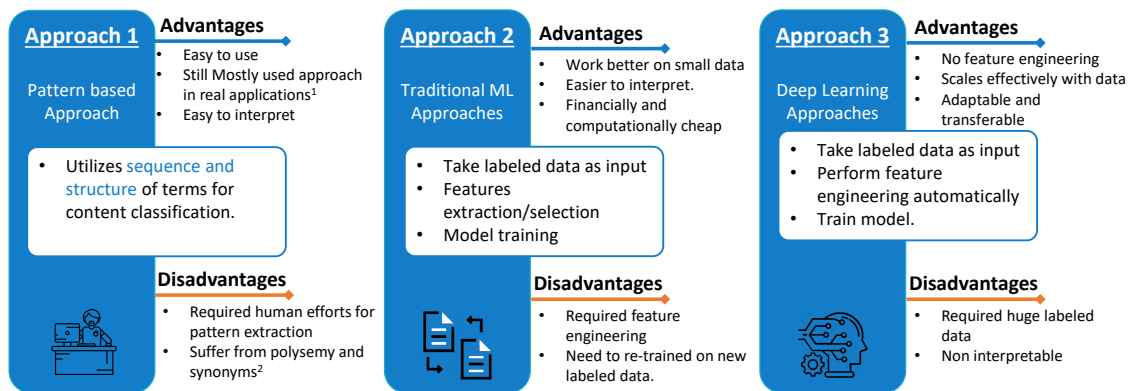 Approach 1
Pattern based
Approach
Advantages
• Easy to use
• Still Mostly used approach
in real applications¹
• Easy to interpret
• Utilizes sequence and
structure of terms for
content classification.
Disadvantages
• Required human efforts for
pattern extraction
• Suffer from polysemy and
synonyms²
Approach 2
Traditional ML
Approaches
Advantages
• Work better on small data
• Easier to interpret.
• Financially and
computationally cheap
• Take labeled data as input
• Features
extraction/selection
• Model training
Disadvantages
• Required feature
engineering
• Need to re-trained on new
labeled data.
Approach 3
Deep Learning
Approaches
Advantages
• No feature engineering
• Scales effectively with data
• Adaptable and
transferable
• Take labeled data as input
• Perform feature
engineering automatically
• Train model.
Disadvantages
• Required huge labeled
data
• Non interpretable